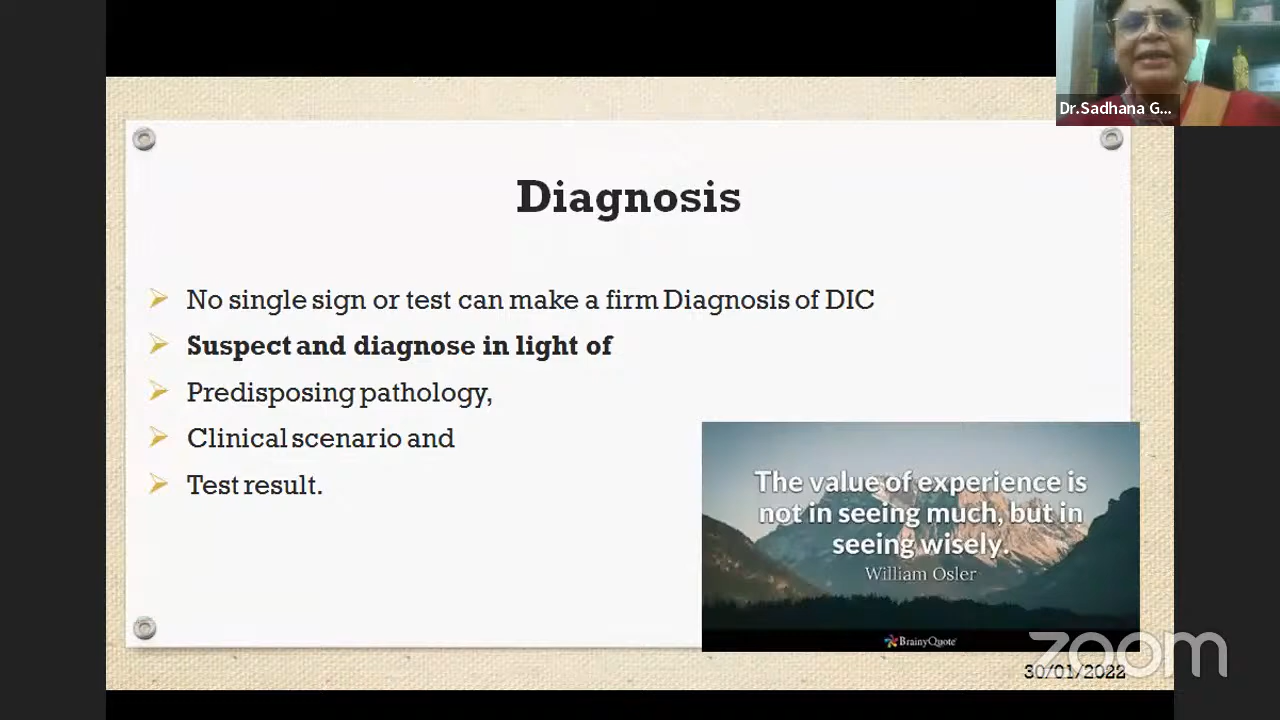 Dr.Sadhana G...
Diagnosis
No single sign or test can make a firm Diagnosis of DIC
Suspect and diagnose in light of
Predisposing pathology,
Clinical scenario and
Test result.
The value of experience is
not in seeing much, but in
seeing wisely.
William Osler
BrainyQuote
zoom
30/01/2022